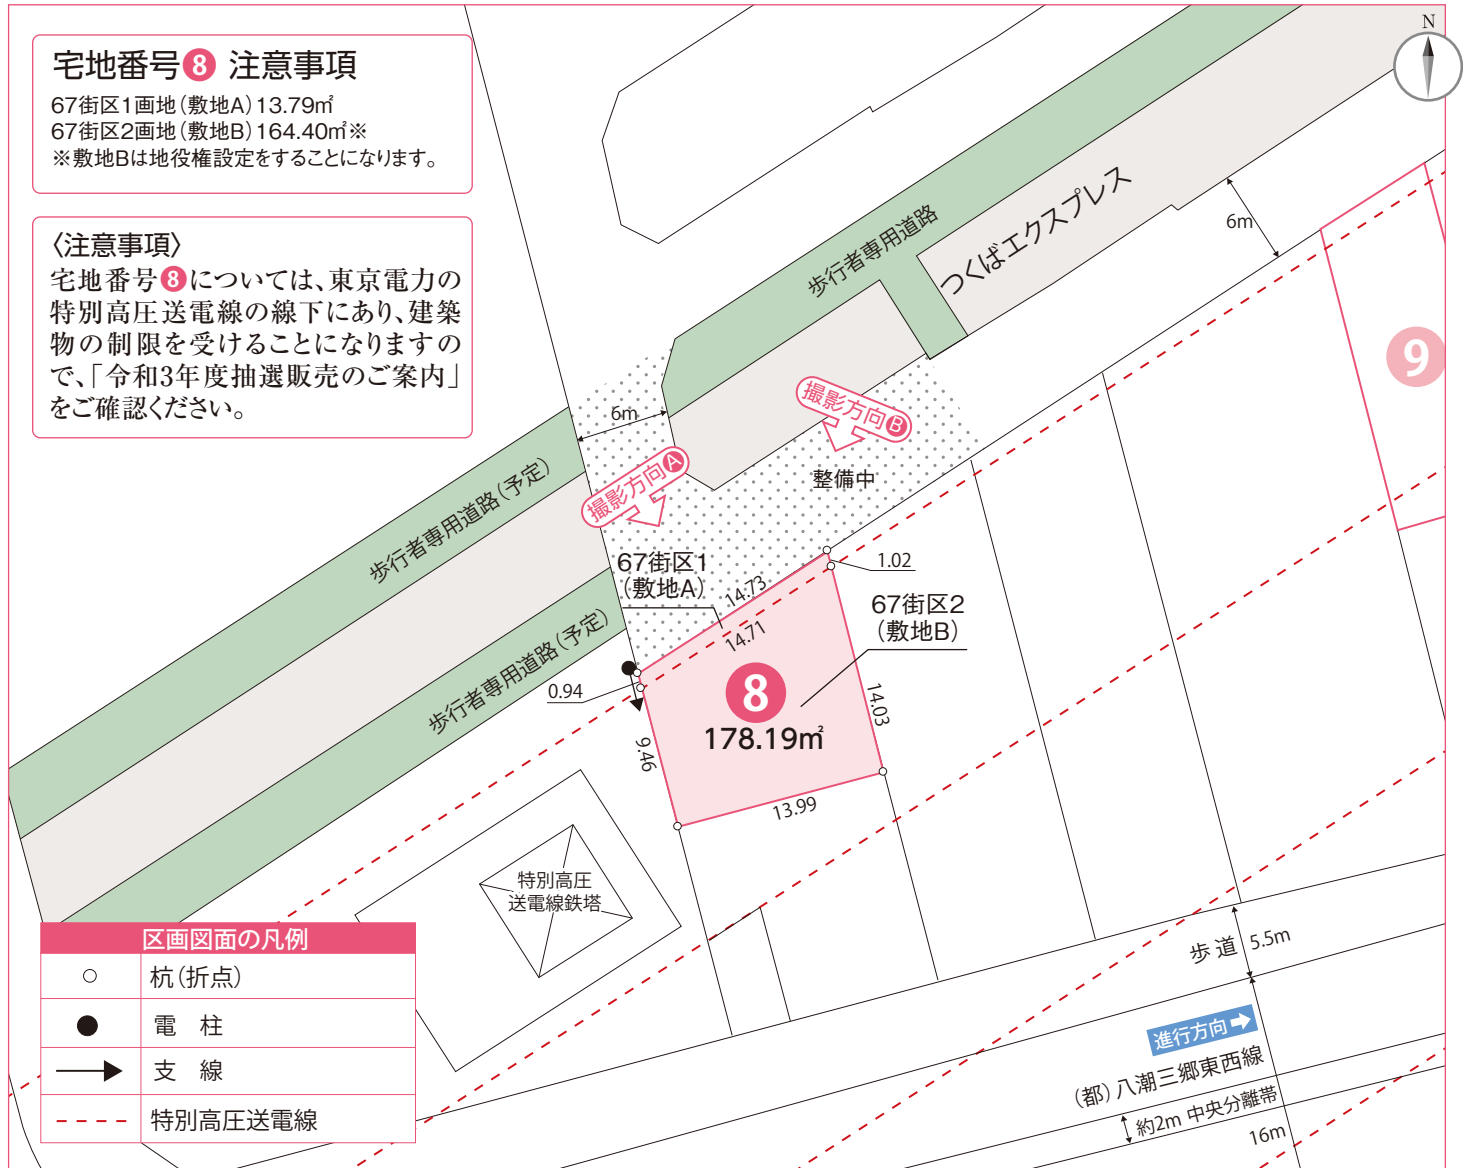 宅地番号8 注意事項
67街区1画地(敷地A)13.79㎡
67街区2画地(敷地B)164.40㎡※
※敷地Bは地役権設定をすることになります。
〈注意事項〉
宅地番号8については、東京電力の
特別高圧送電線の線下にあり、建築
物の制限を受けることになりますの
で、「令和3年度抽選販売のご案内」
をご確認ください。
N
歩行者専用道路
つくばエクスプレス
6m
9
6m
撮影方向B
撮影方向A
整備中
歩行者専用道路(予定)
歩行者専用道路(予定)
67街区1
(敷地A)
14.73
14.71
1.02
67街区2
(敷地B)
0.94
8
178.19㎡
14.03
9.46
13.99
特別高圧
送電線鉄塔
歩道 5.5m
進行方向➡
(都)八潮三郷東西線
約2m 中央分離帯
16m
区画図面の凡例
杭(折点)
電 柱
支 線
特別高圧送電線